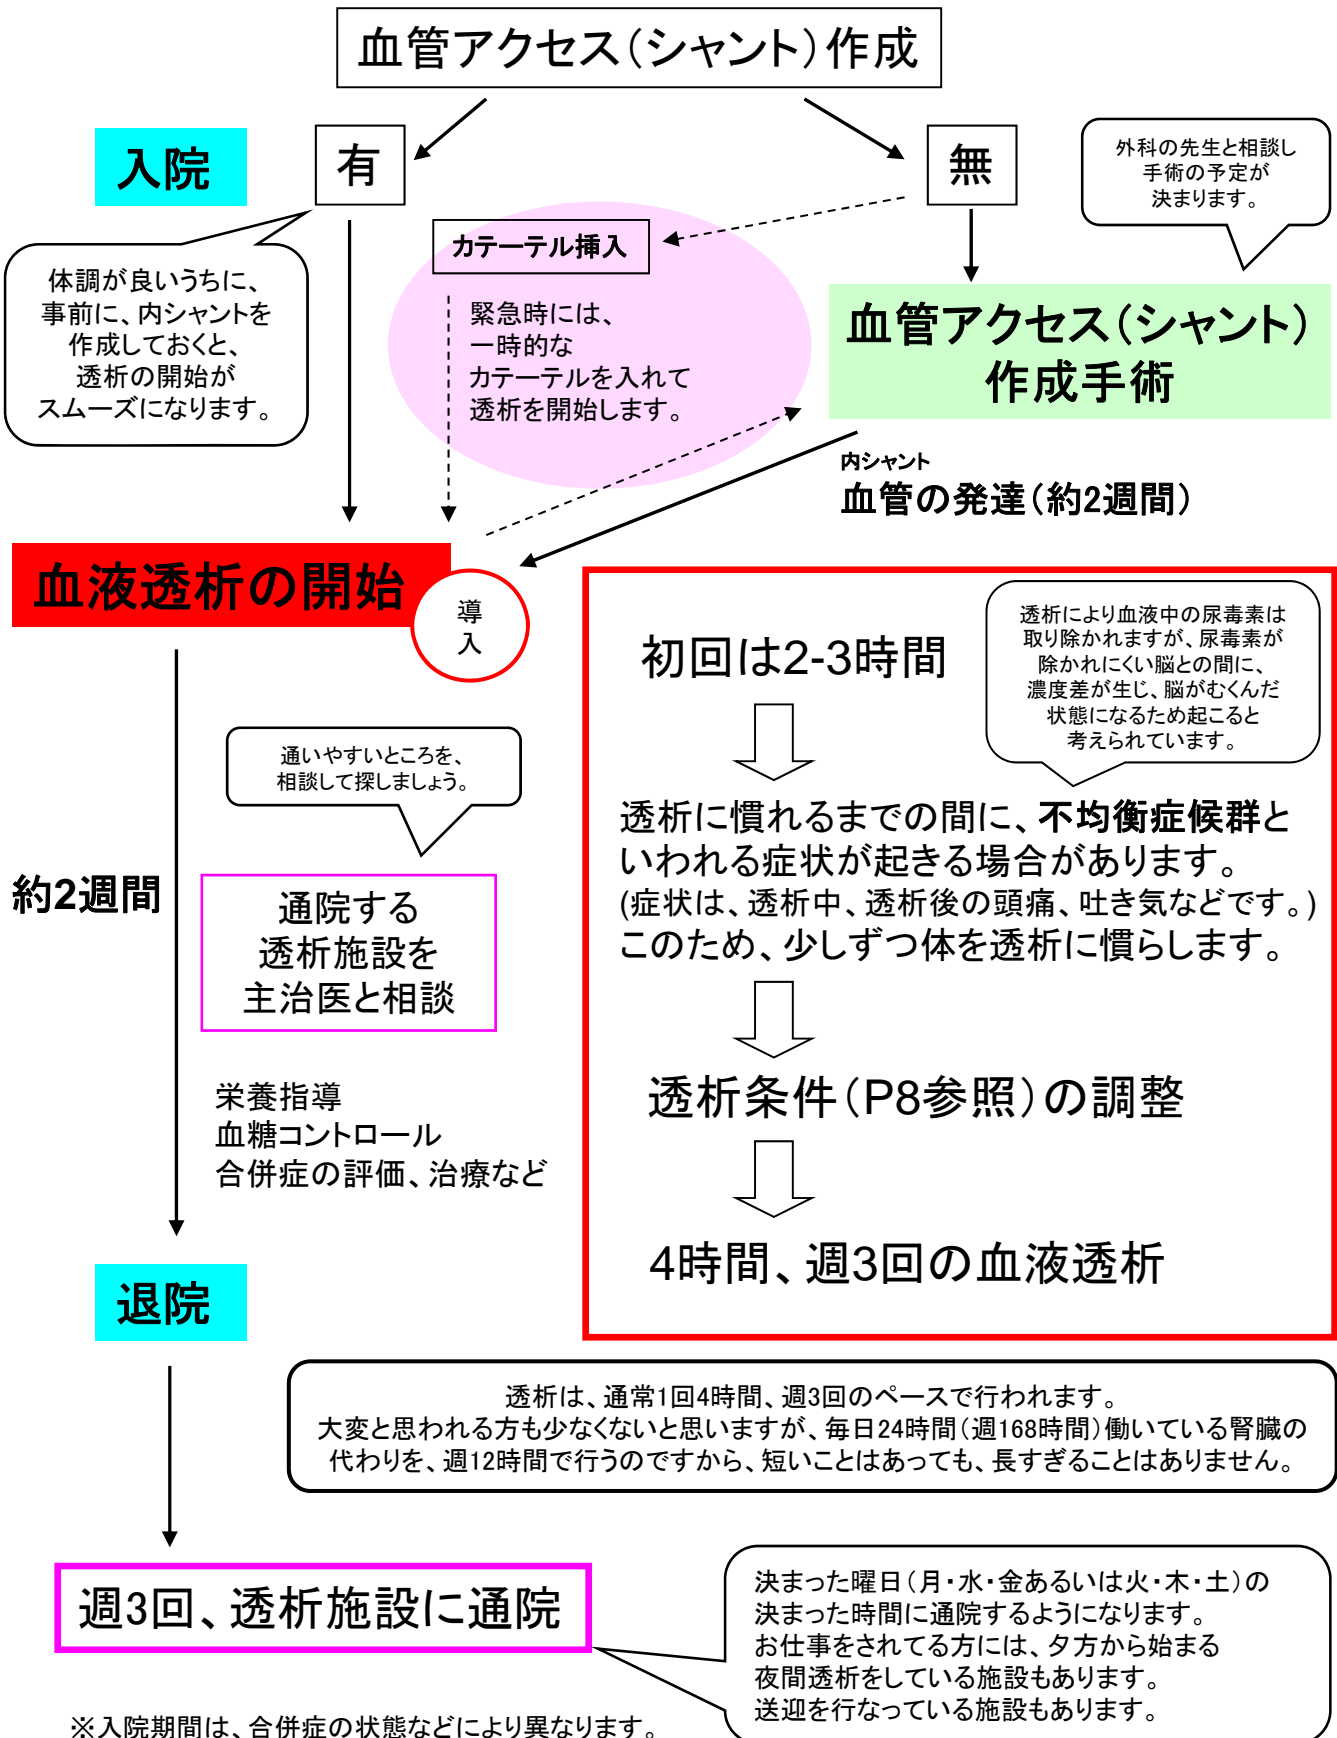 血管アクセス（シャント）作成
入院
有
無
外科の先生と相談し
手術の予定が
決まります。
カテーテル挿入
体調が良いうちに、
事前に、内シャントを
作成しておくと、
透析の開始が
スムーズになります。
緊急時には、
一時的な
カテーテルを入れて
透析を開始します。
血管アクセス（シャント）
作成手術
内シャント
血管の発達（約2週間）
血液透析の開始
導
入
初回は2-3時間
透析により血液中の尿毒素は
取り除かれますが、尿毒素が
除かれにくい脳との間に、
濃度差が生じ、脳がむくんだ
状態になるため起こると
考えられています。
通いやすいところを、
相談して探しましょう。
透析に慣れるまでの間に、不均衡症候群と
いわれる症状が起きる場合があります。
(症状は、透析中、透析後の頭痛、吐き気などです。)
このため、少しずつ体を透析に慣らします。
約2週間
通院する
透析施設を
主治医と相談
栄養指導
血糖コントロール
合併症の評価、治療など
透析条件（P8参照）の調整
4時間、週3回の血液透析
退院
透析は、通常1回4時間、週3回のペースで行われます。
大変と思われる方も少なくないと思いますが、毎日24時間（週168時間）働いている腎臓の
代わりを、週12時間で行うのですから、短いことはあっても、長すぎることはありません。
週3回、透析施設に通院
決まった曜日（月・水・金あるいは火・木・土）の
決まった時間に通院するようになります。
お仕事をされてる方には、夕方から始まる
夜間透析をしている施設もあります。
送迎を行なっている施設もあります。
※入院期間は、合併症の状態などにより異なります。